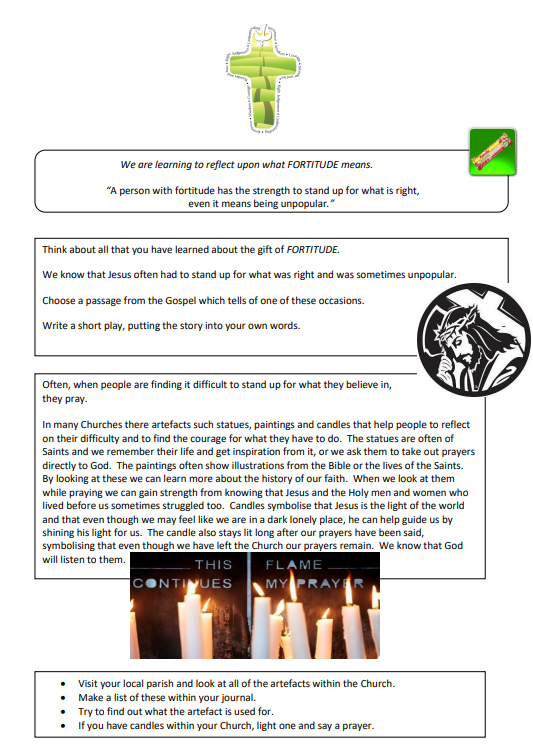 We are learning to reflect upon what FORTITUDE means.
“A person with fortitude has the strength to stand up for what is right,
even it means being unpopular.”
Think about all that you have learned about the gift of FORTITUDE.
We know that Jesus often had to stand up for what was right and was sometimes unpopular.
Choose a passage from the Gospel which tells of one of these occasions.
Write a short play, putting the story into your own words.
Often, when people are finding it difficult to stand up for what they believe in,
they pray.
In many Churches there artefacts such statues, paintings and candles that help people to reflect
on their difficulty and to find the courage for what they have to do. The statues are often of
Saints and we remember their life and get inspiration from it, or we ask them to take out prayers
directly to God. The paintings often show illustrations from the Bible or the lives of the Saints.
By looking at these we can learn more about the history of our faith. When we look at them
while praying we can gain strength from knowing that Jesus and the Holy men and women who
lived before us sometimes struggled too. Candles symbolise that Jesus is the light of the world
and that even though we may feel like we are in a dark lonely place, he can help guide us by
shining his light for us. The candle also stays lit long after our prayers have been said,
symbolising that even though we have left the Church our prayers remain. We know that God
will listen to them.
THIS FLAME
CONTINUES MY PRAYER
• Visit your local parish and look at all of the artefacts within the Church.
• Make a list of these within your journal.
• Try to find out what the artefact is used for.
• If you have candles within your Church, light one and say a prayer.